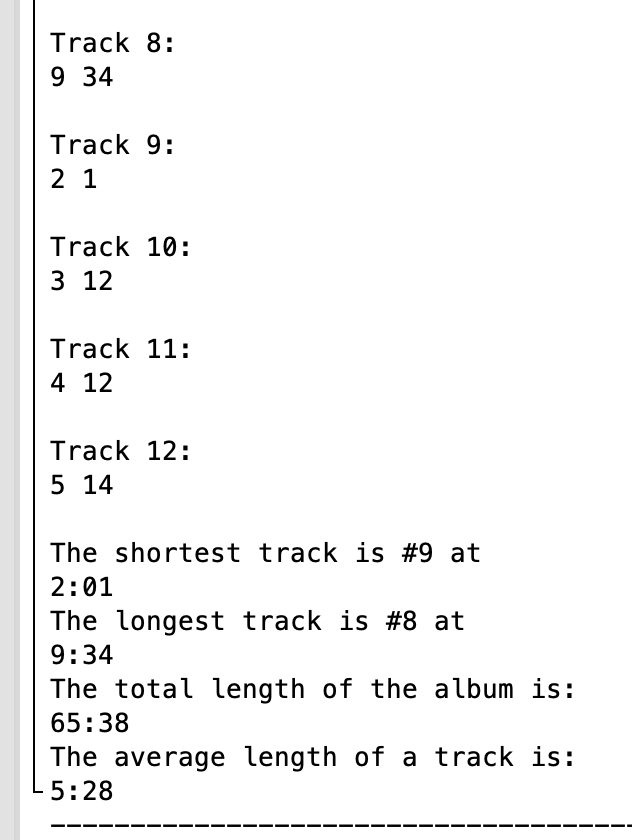 Track 8:
9 34
Track 9:
2 1
Track 10:
3 12
Track 11:
4 12
Track 12:
5 14
The shortest track is #9 at
2:01
The longest track is #8 at
9:34
The total length of the album is:
65:38
The average length of a track is:
5:28